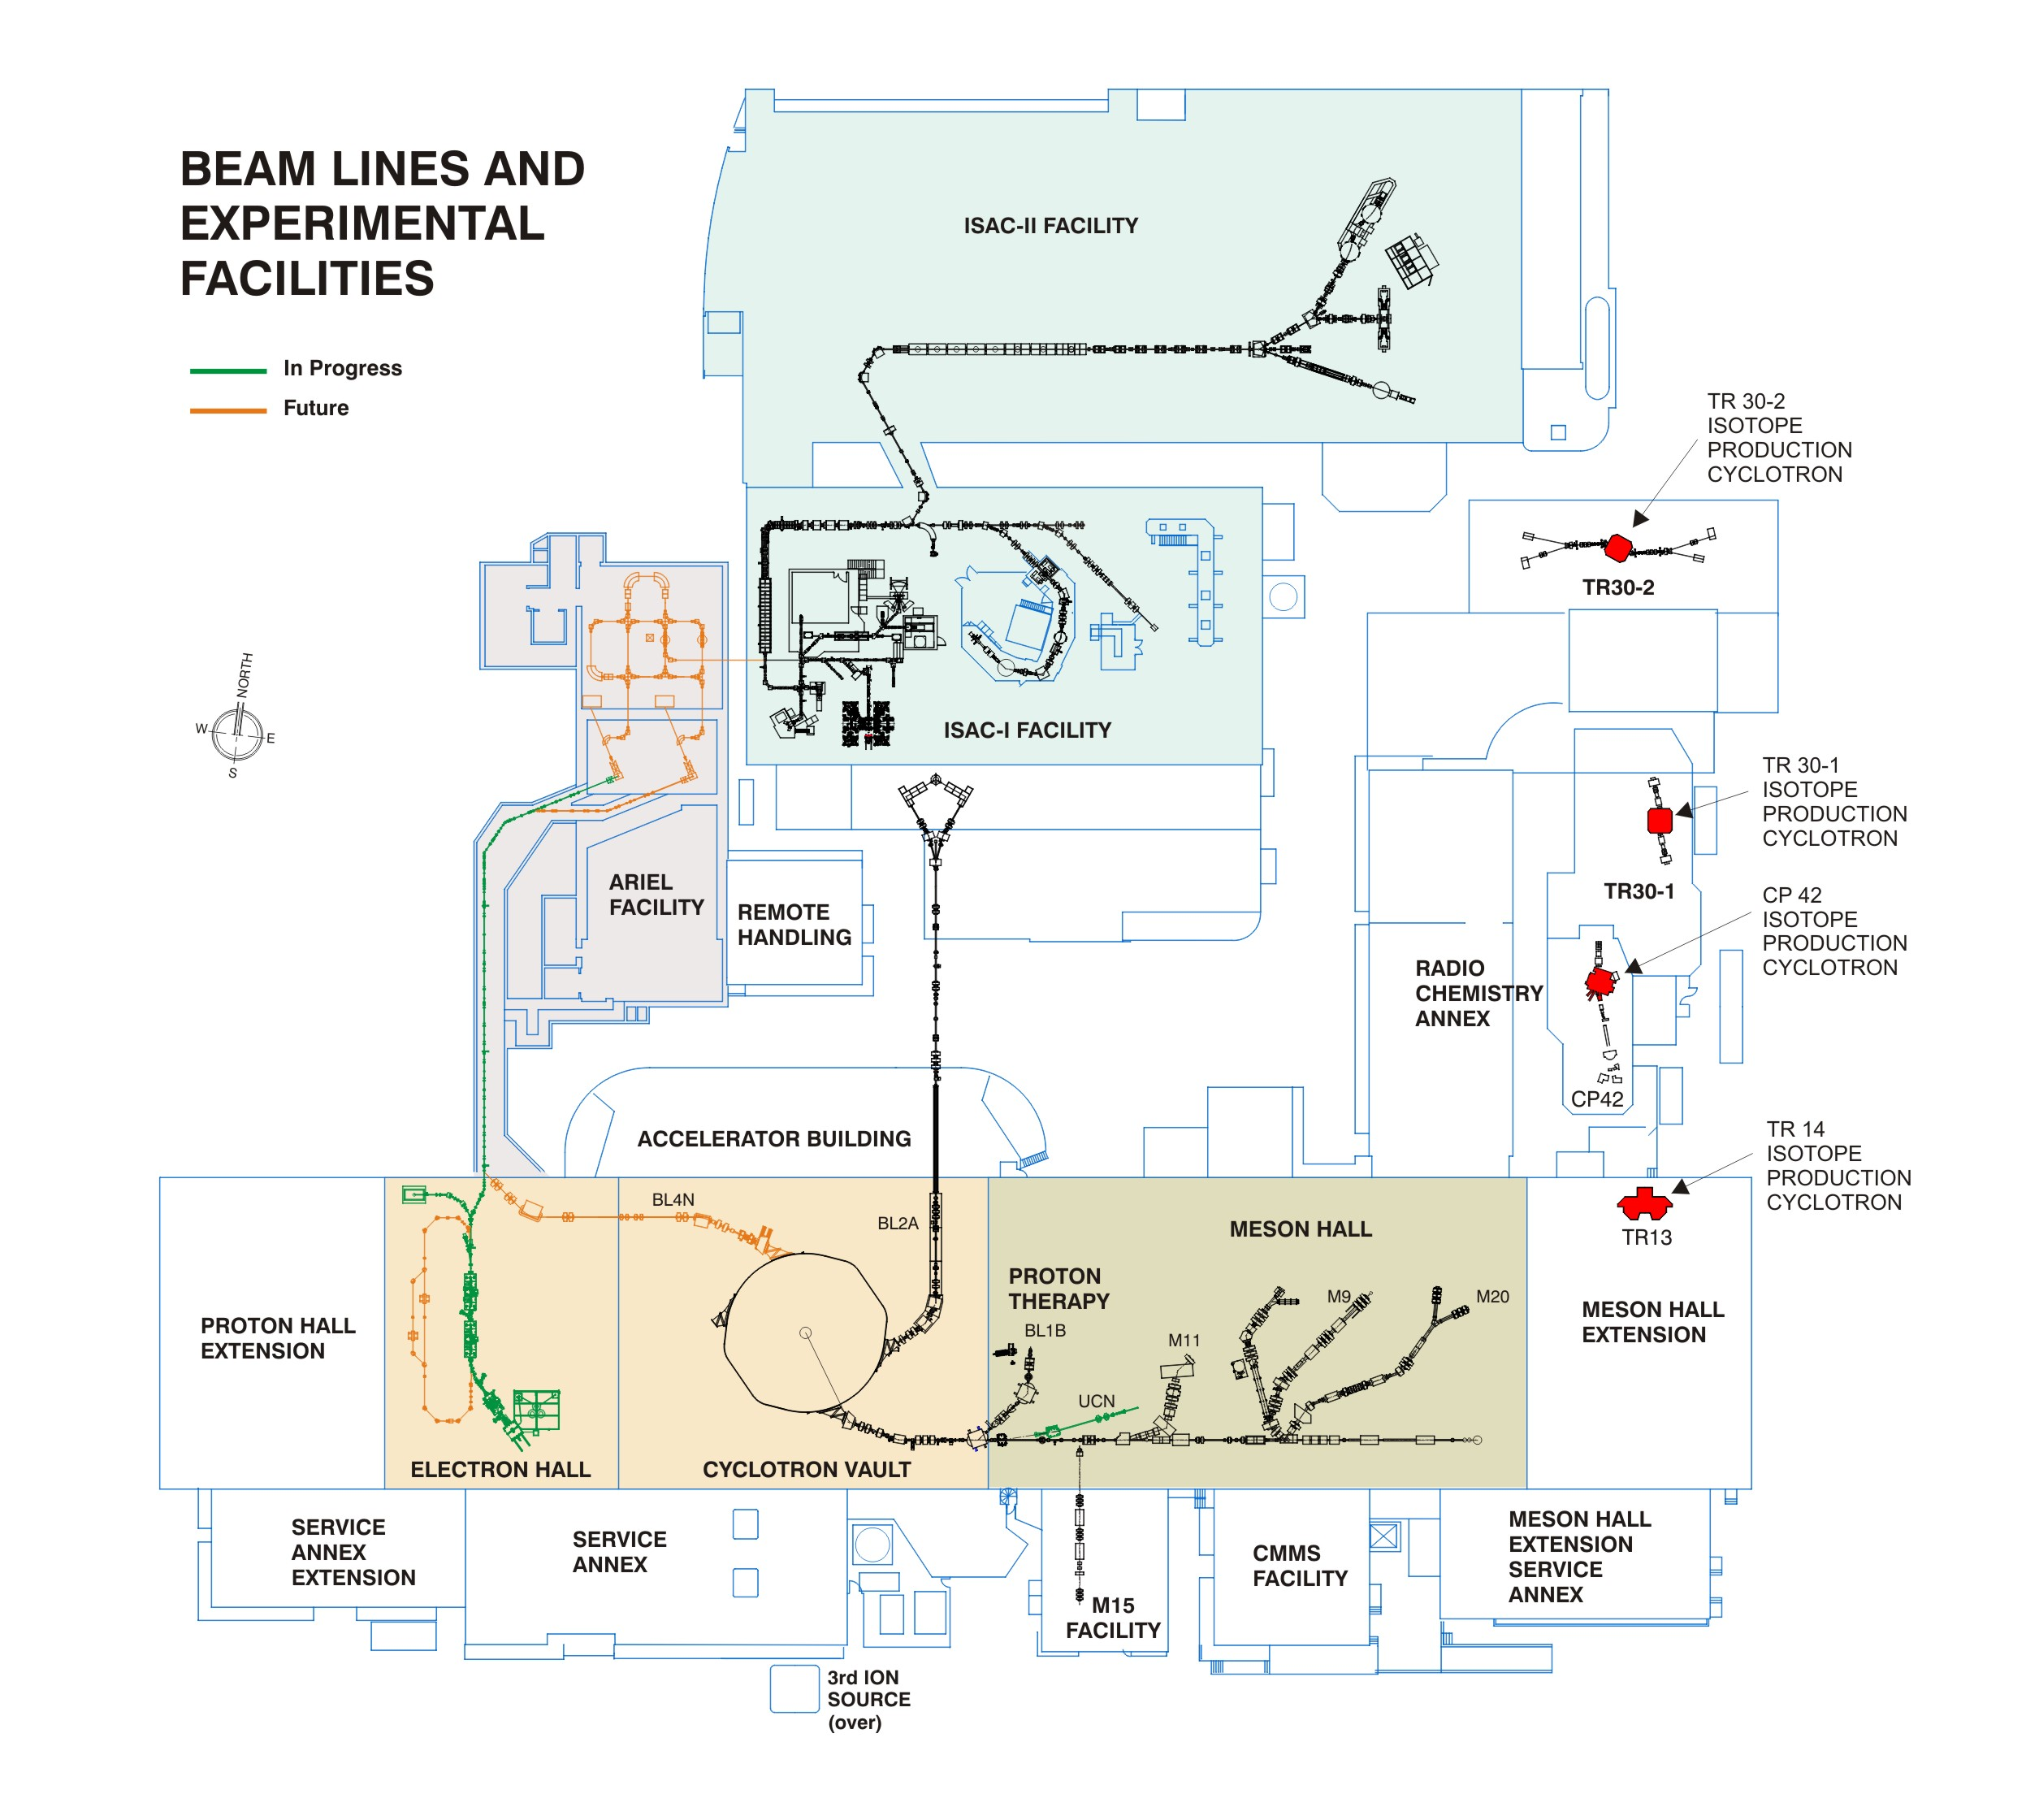 BEAM LINES AND
EXPERIMENTAL
FACILITIES
In Progress
Future
ISAC-II FACILITY
TR 30-2
ISOTOPE
PRODUCTION
CYCLOTRON
TR30-2
NORTH
W
E
S
ISAC-I FACILITY
TR 30-1
ISOTOPE
PRODUCTION
CYCLOTRON
TR30-1
ARIEL
FACILITY
REMOTE
HANDLING
CP 42
ISOTOPE
PRODUCTION
CYCLOTRON
RADIO
CHEMISTRY
ANNEX
CP42
ACCELERATOR BUILDING
TR 14
ISOTOPE
PRODUCTION
CYCLOTRON
TR13
BL4N
BL2A
MESON HALL
PROTON
THERAPY
BL1B
M9
M20
M11
UCN
PROTON HALL
EXTENSION
MESON HALL
EXTENSION
ELECTRON HALL
CYCLOTRON VAULT
SERVICE
ANNEX
EXTENSION
SERVICE
ANNEX
M15
FACILITY
CMMS
FACILITY
MESON HALL
EXTENSION
SERVICE
ANNEX
3rd ION
SOURCE
(over)